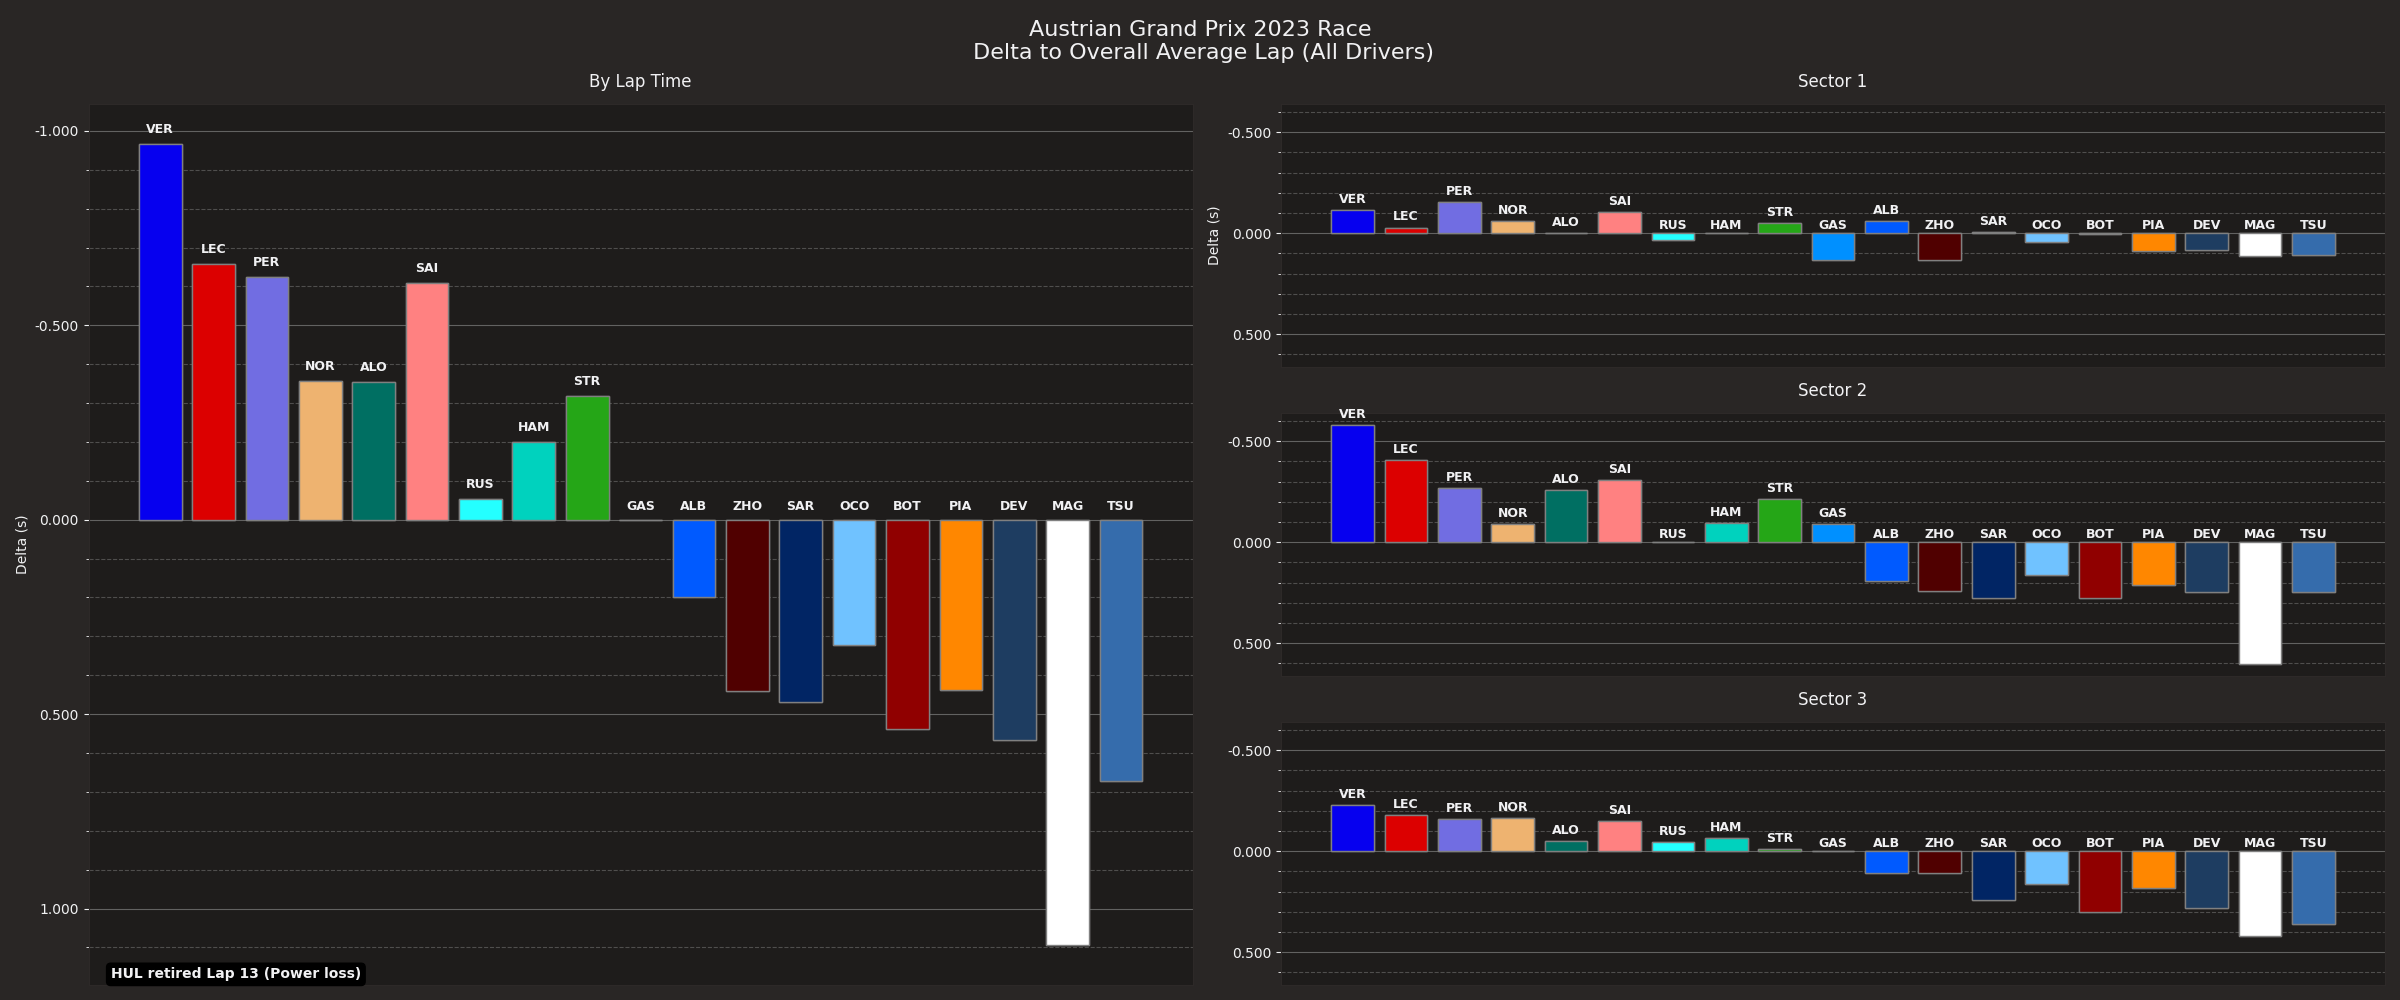 Austrian Grand Prix 2023 Race
Delta to Overall Average Lap (All Drivers)
By Lap Time
Delta (s)
-1.000
-0.500
0.000
0.500
1.000
VER
LEC
PER
NOR
ALO
SAI
RUS
HAM
STR
GAS
ALB
ZHO
SAR
OCO
BOT
PIA
DEV
MAG
TSU
HUL retired Lap 13 (Power loss)
Sector 1
Delta (s)
-0.500
0.000
0.500
VER
LEC
PER
NOR
ALO
SAI
RUS
HAM
STR
GAS
ALB
ZHO
SAR
OCO
BOT
PIA
DEV
MAG
TSU
Sector 2
-0.500
0.000
0.500
VER
LEC
PER
NOR
ALO
SAI
RUS
HAM
STR
GAS
ALB
ZHO
SAR
OCO
BOT
PIA
DEV
MAG
TSU
Sector 3
-0.500
0.000
0.500
VER
LEC
PER
NOR
ALO
SAI
RUS
HAM
STR
GAS
ALB
ZHO
SAR
OCO
BOT
PIA
DEV
MAG
TSU